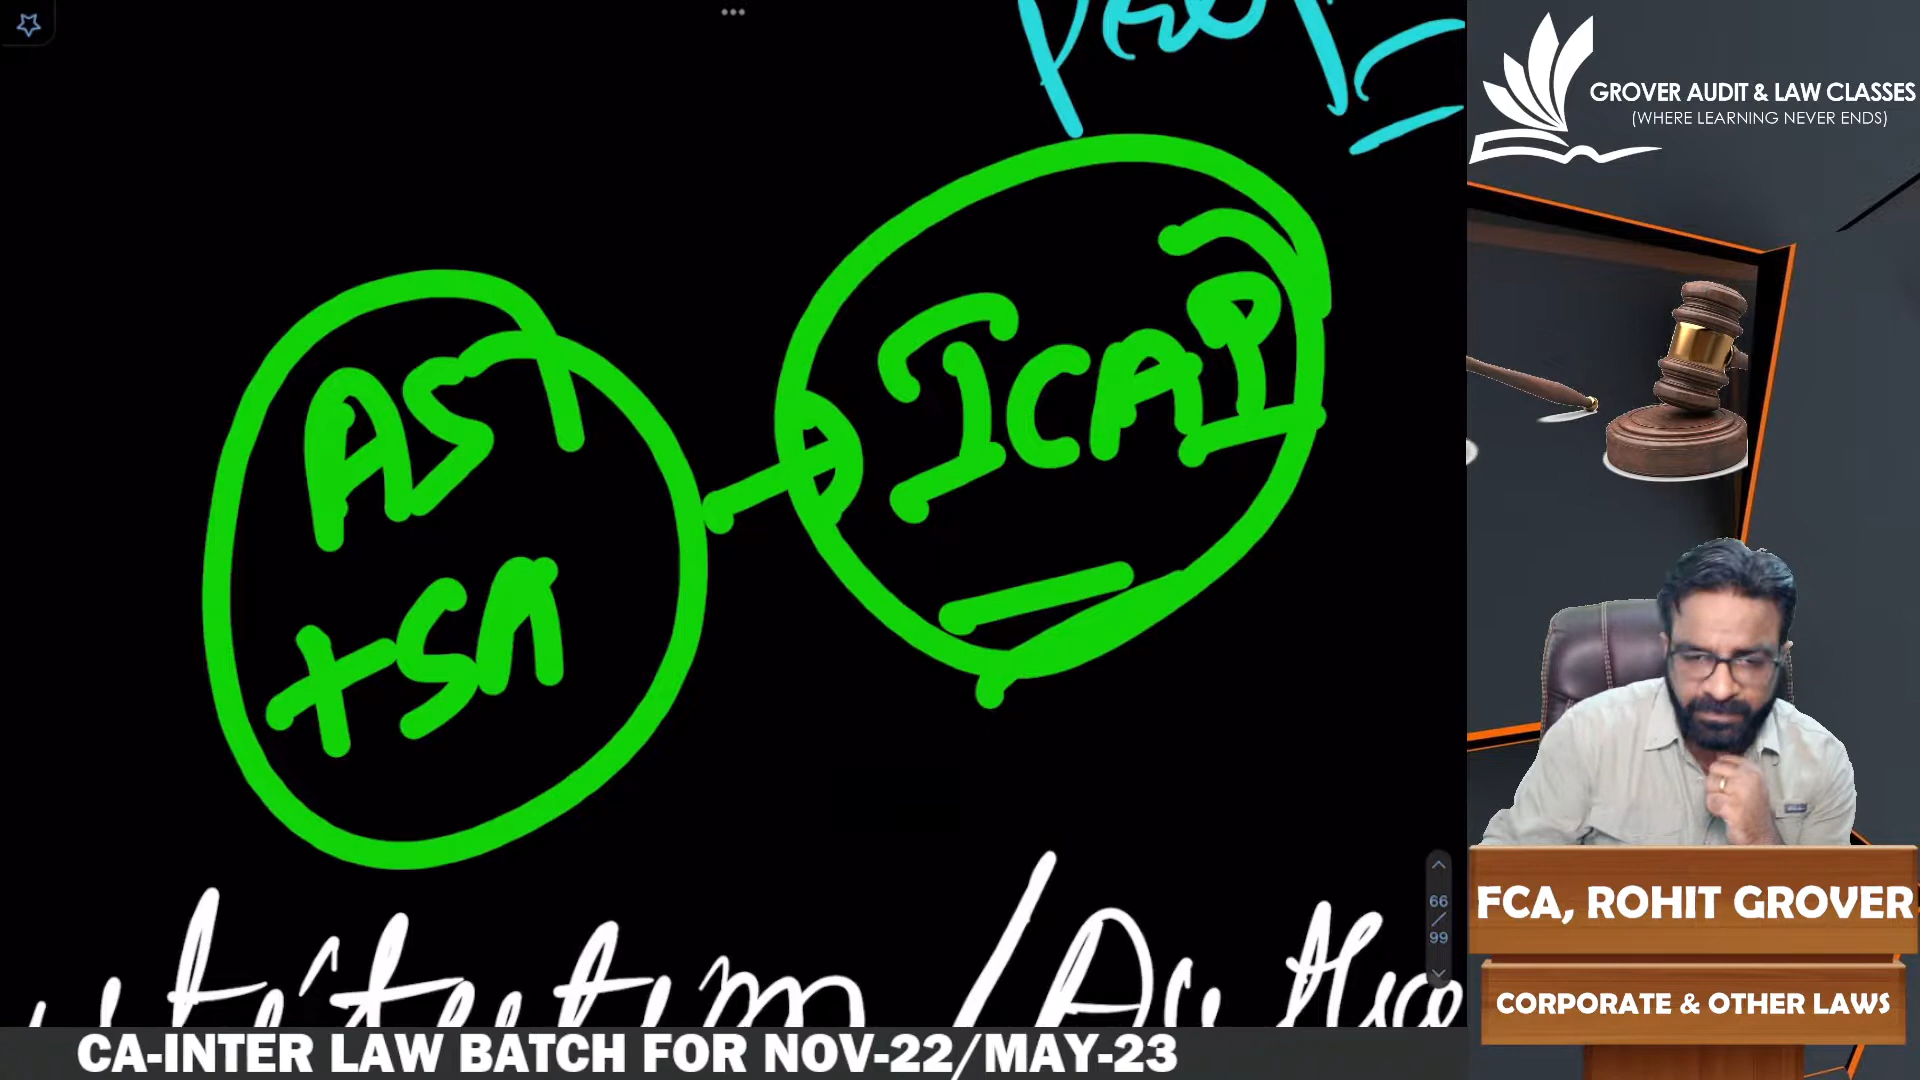 GROVER AUDIT & LAW CLASSES
(WHERE LEARNING NEVER ENDS)
AS
+SA
ICAI
66
99
FCA, ROHIT GROVER
CORPORATE & OTHER LAWS
CA-INTER LAW BATCH FOR NOV-22/MAY-23